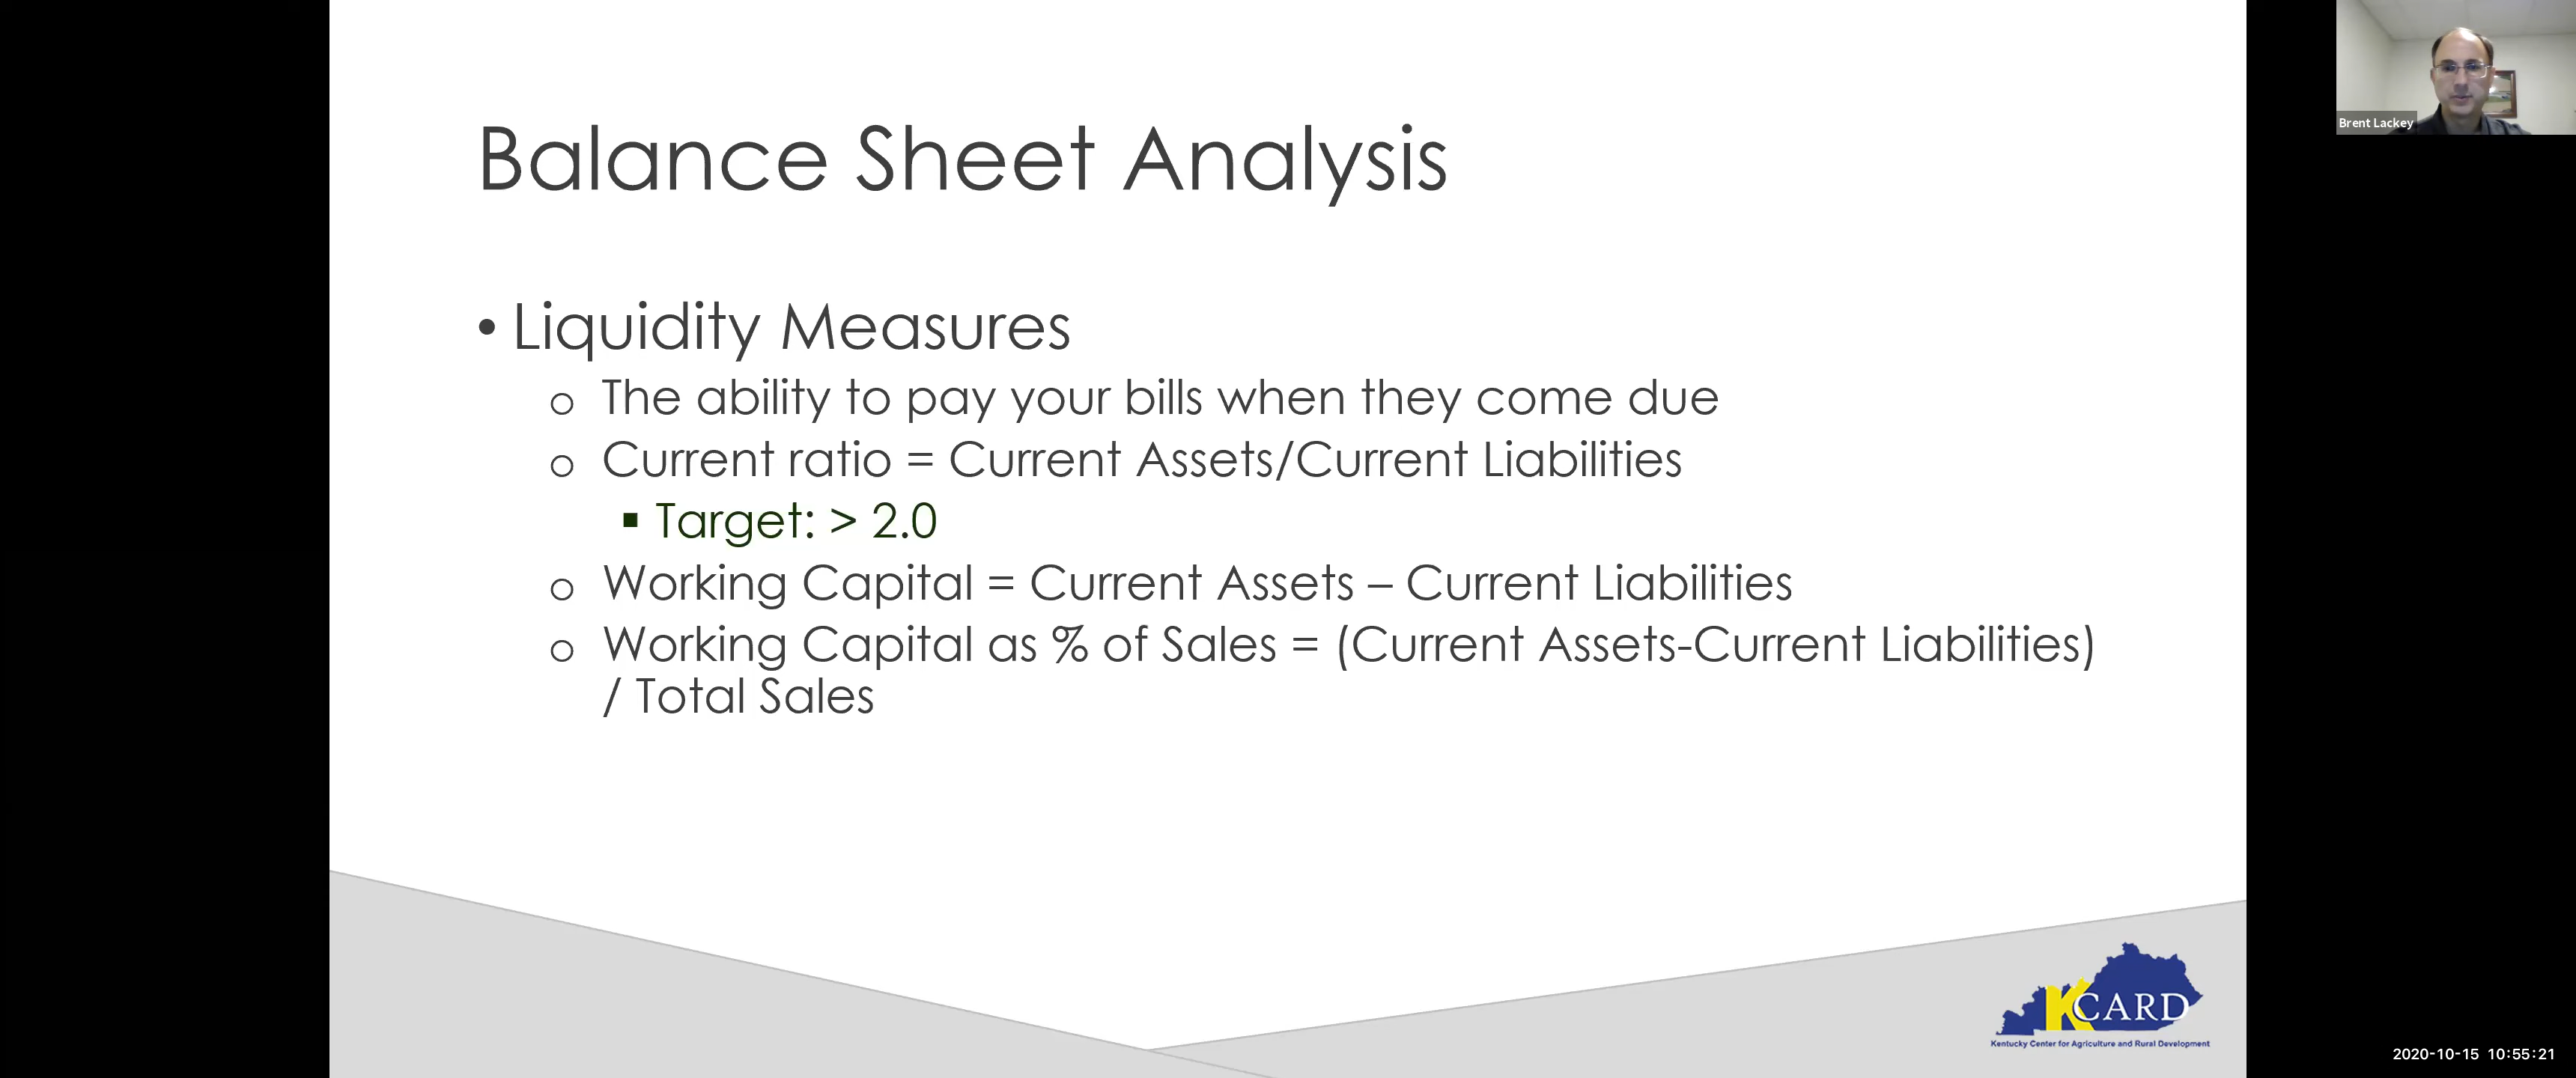 Balance Sheet Analysis
• Liquidity Measures
o The ability to pay your bills when they come due
o Current ratio = Current Assets/Current Liabilities
▪ Target: > 2.0
o Working Capital = Current Assets – Current Liabilities
o Working Capital as % of Sales = (Current Assets-Current Liabilities)
/ Total Sales
Brent Lackey
KCARD
Kentucky Center for Agriculture and Rural Development
2020-10-15 10:55:21